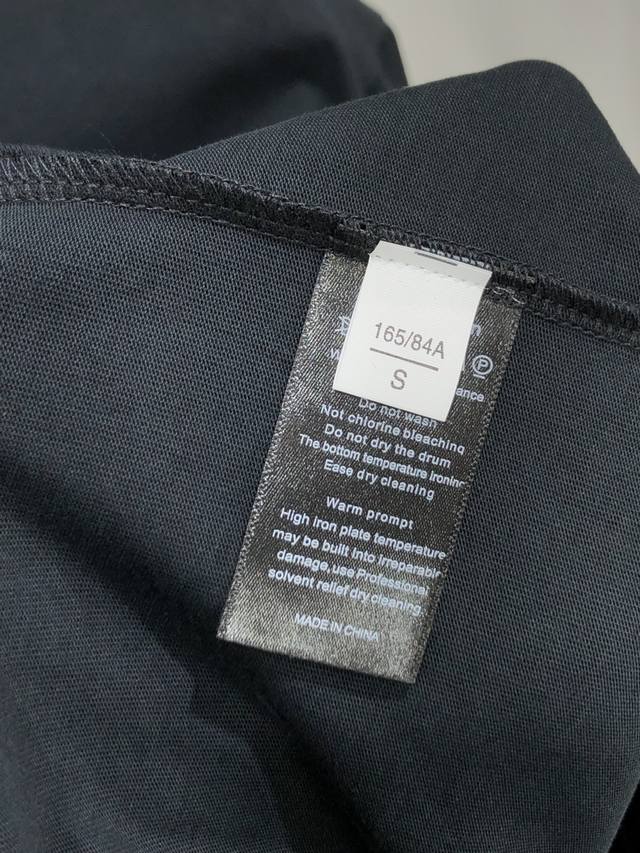 165/84A
S
P
ance
Do not wash
Not chlorine bleaching
Do not dry the drum
The bottom temperature ironing
Ease dry cleaning
Warm prompt
High iron plate temperature
may be built into irreparable
damage, use Professional
solvent relief dry cleaning
MADE IN CHINA